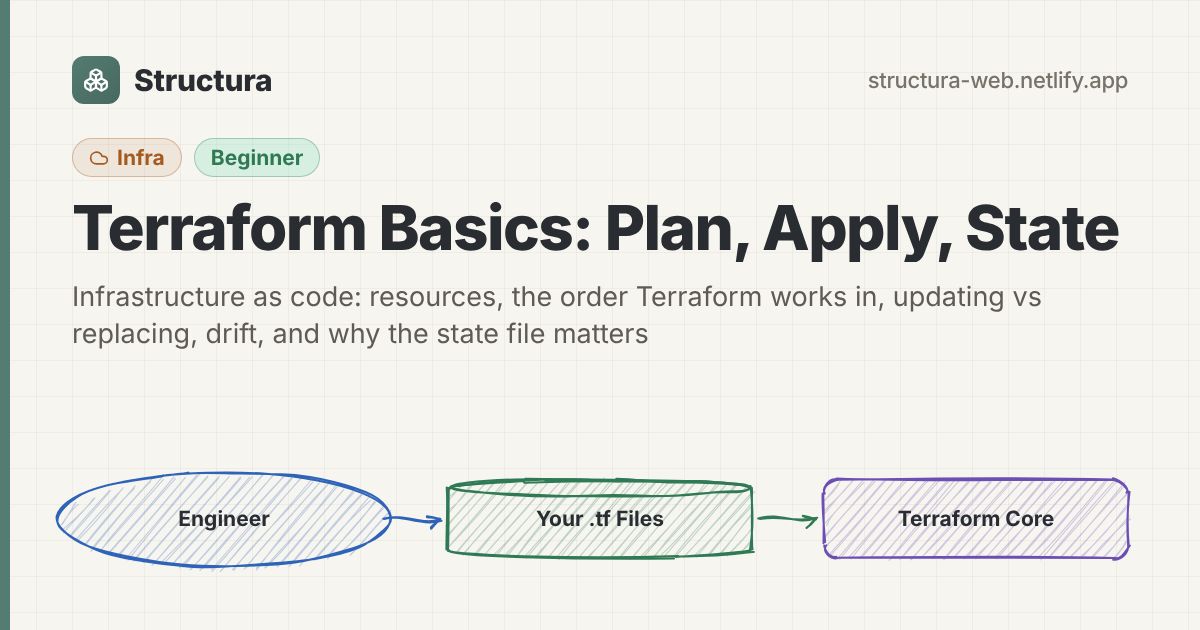 Structura
structura-web.netlify.app
Infra
Beginner
Terraform Basics: Plan, Apply, State
Infrastructure as code: resources, the order Terraform works in, updating vs
replacing, drift, and why the state file matters
Engineer
Your .tf Files
Terraform Core